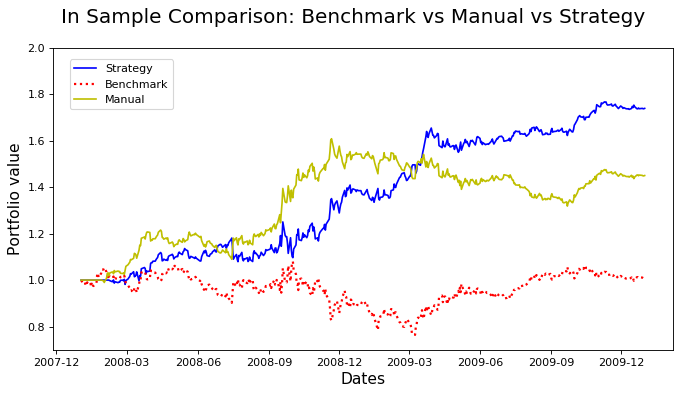 In Sample Comparison: Benchmark vs Manual vs Strategy
Portfolio value
2.0
1.8
1.6
1.4
1.2
1.0
0.8
Strategy
Benchmark
Manual
2007-12 2008-03 2008-06 2008-09 2008-12 2009-03 2009-06 2009-09 2009-12
Dates